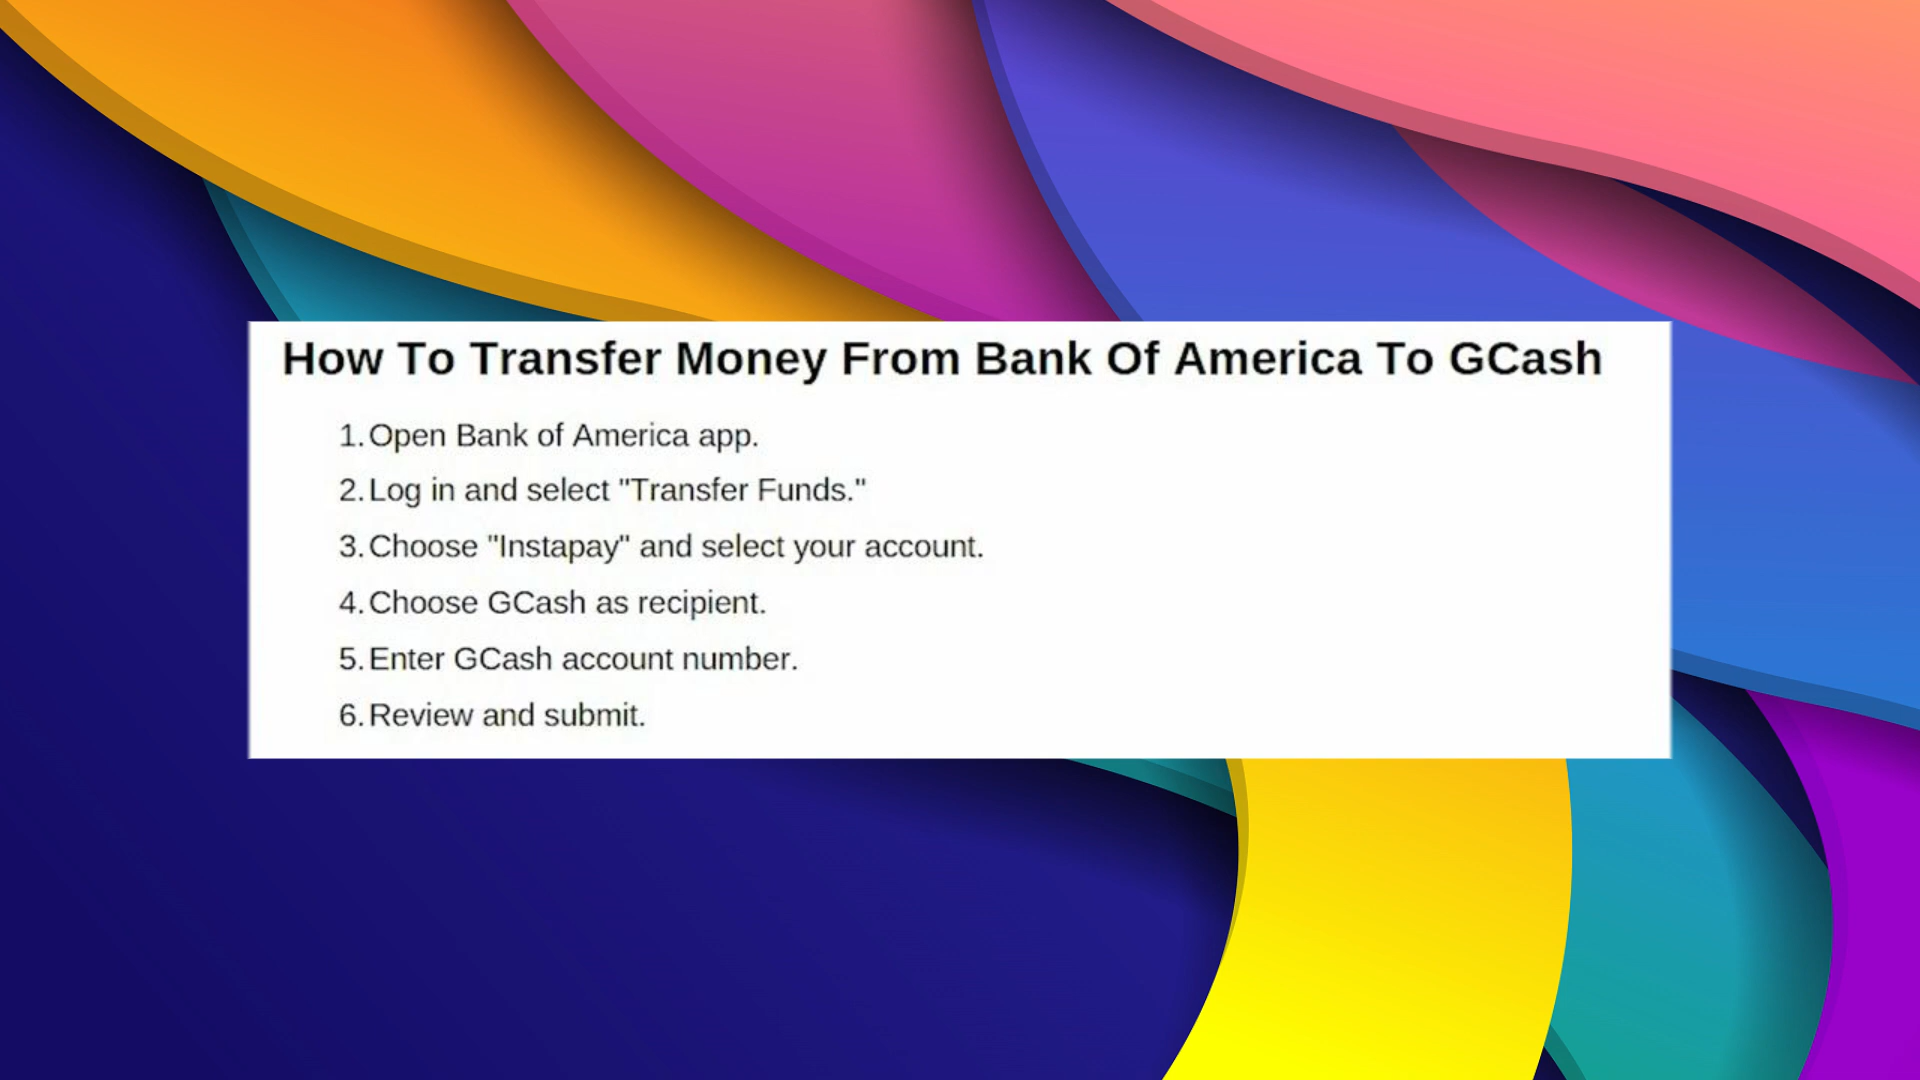 How To Transfer Money From Bank Of America To GCash
1. Open Bank of America app.
2. Log in and select "Transfer Funds."
3. Choose "Instapay" and select your account.
4. Choose GCash as recipient.
5. Enter GCash account number.
6. Review and submit.